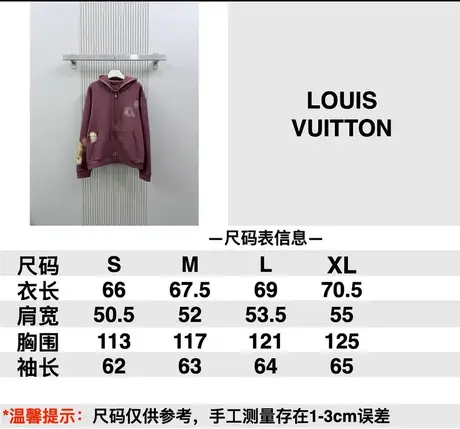 LOUIS
VUITTON
—尺码表信息—
尺码 S M L XL
衣长 66 67.5 69 70.5
肩宽 50.5 52 53.5 55
胸围 113 117 121 125
袖长 62 63 64 65
*温馨提示：尺码仅供参考，手工测量存在1-3cm误差